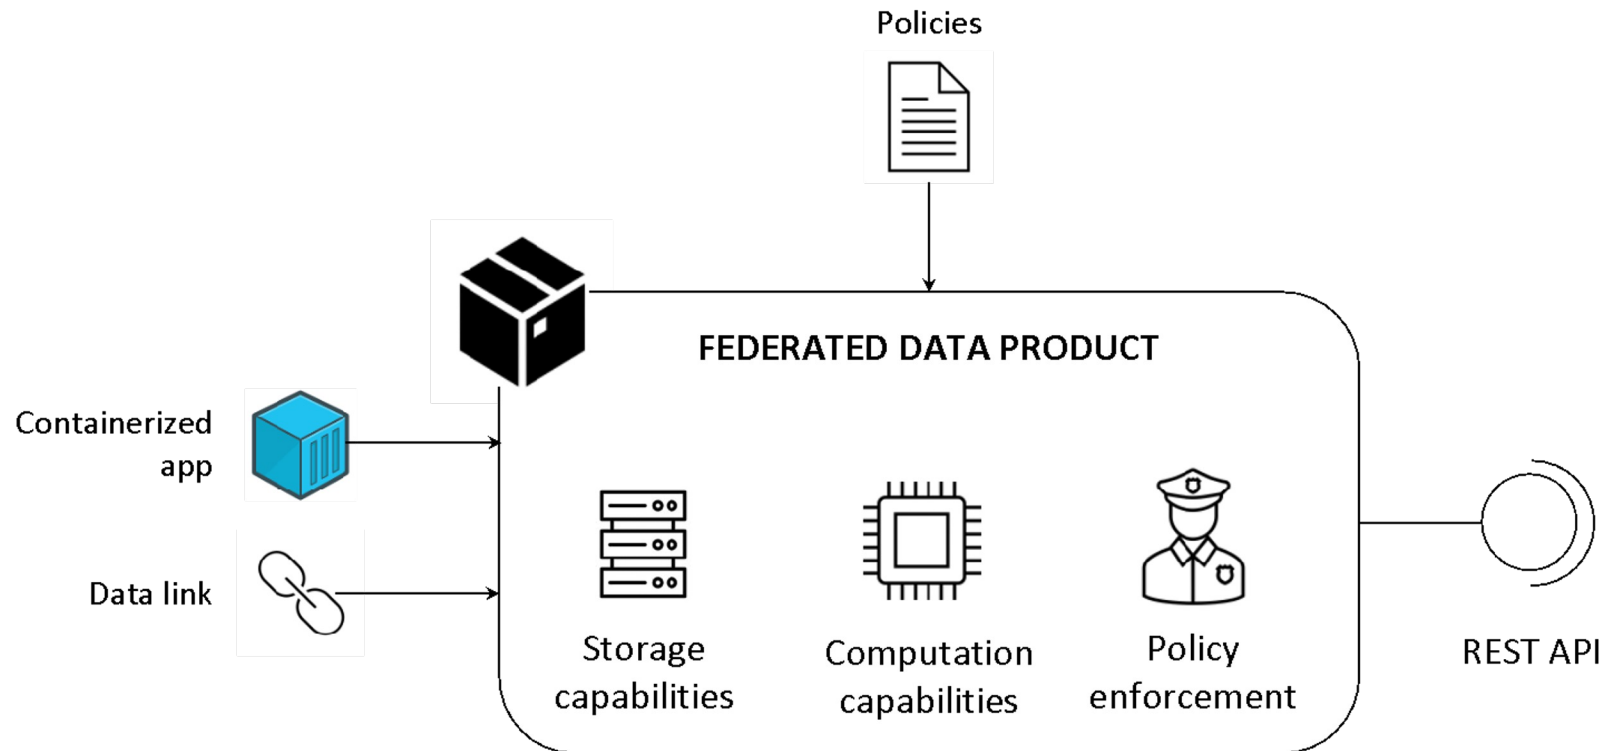 Policies
FEDERATED DATA PRODUCT
Containerized
app
Data link
Storage
capabilities
Computation
capabilities
Policy
enforcement
REST API